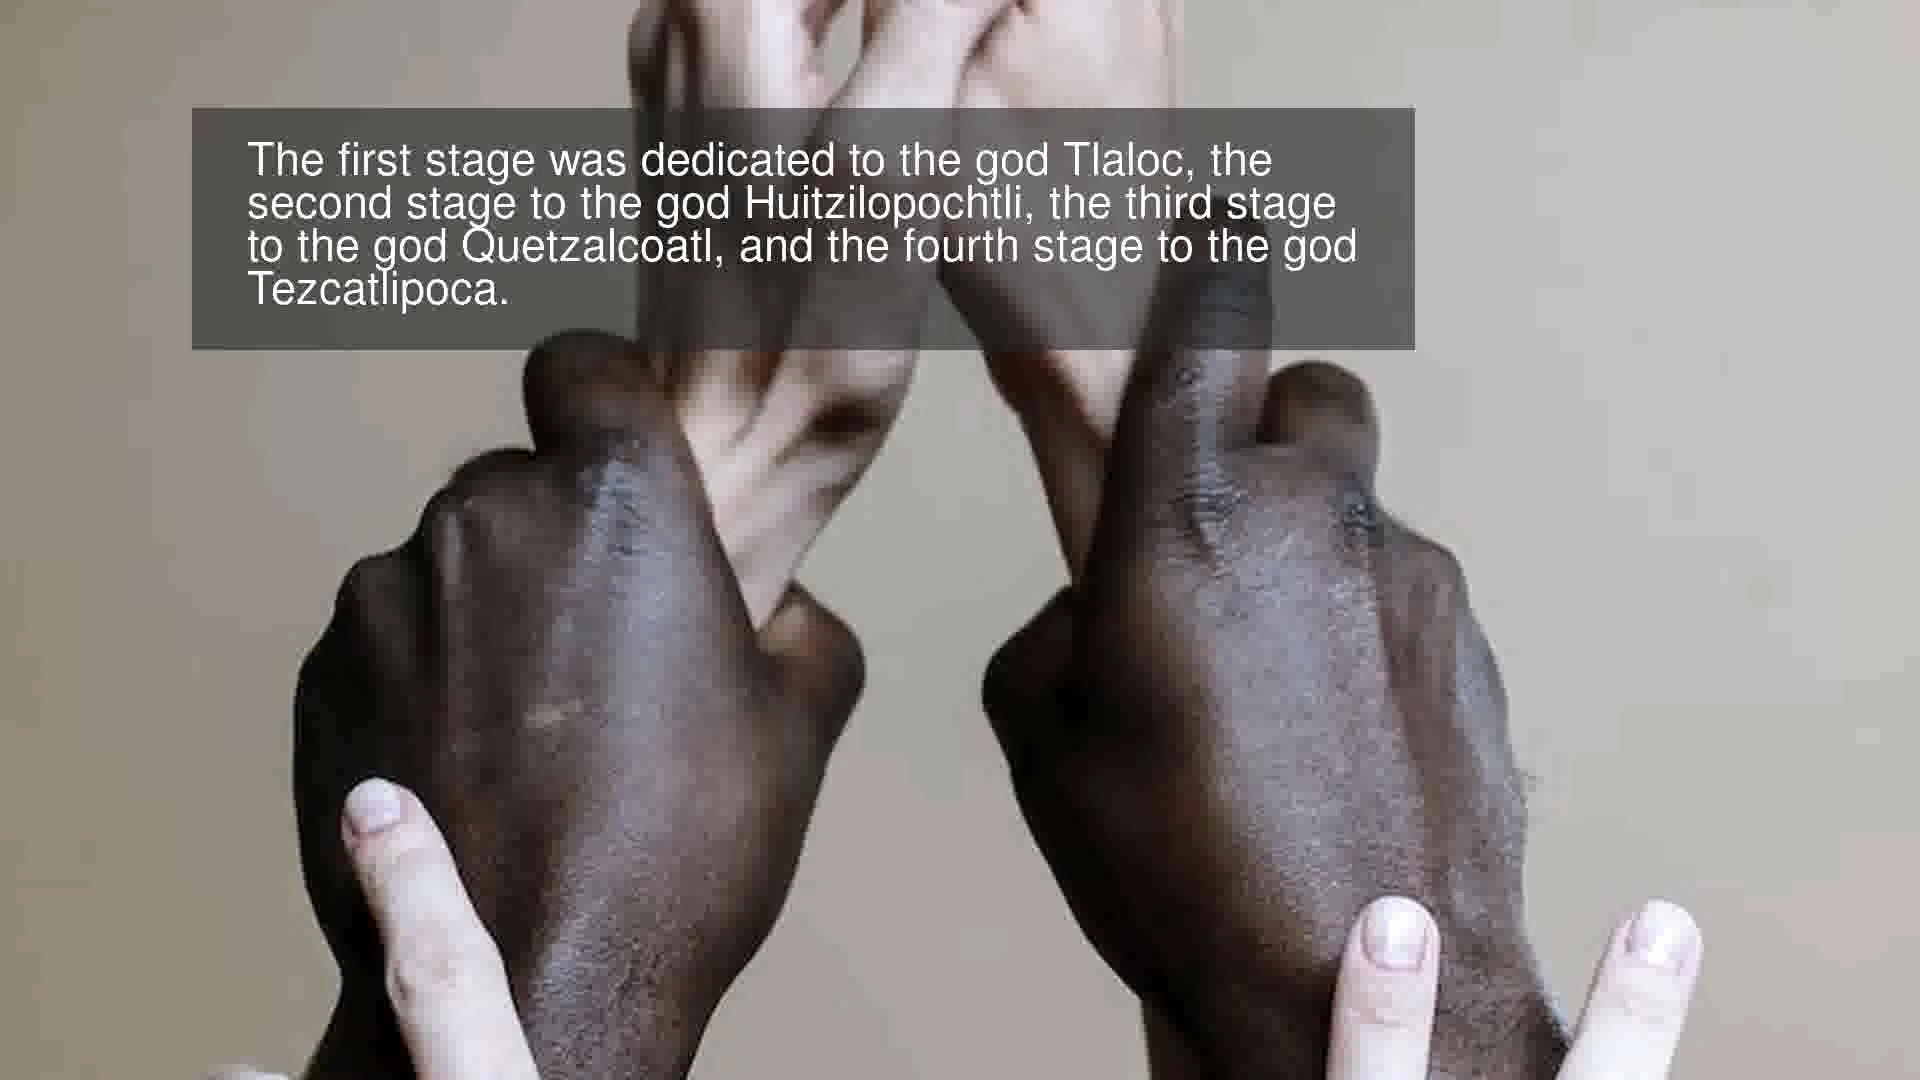 The first stage was dedicated to the god Tlaloc, the
second stage to the god Huitzilopochtli, the third stage
to the god Quetzalcoatl, and the fourth stage to the god
Tezcatlipoca.